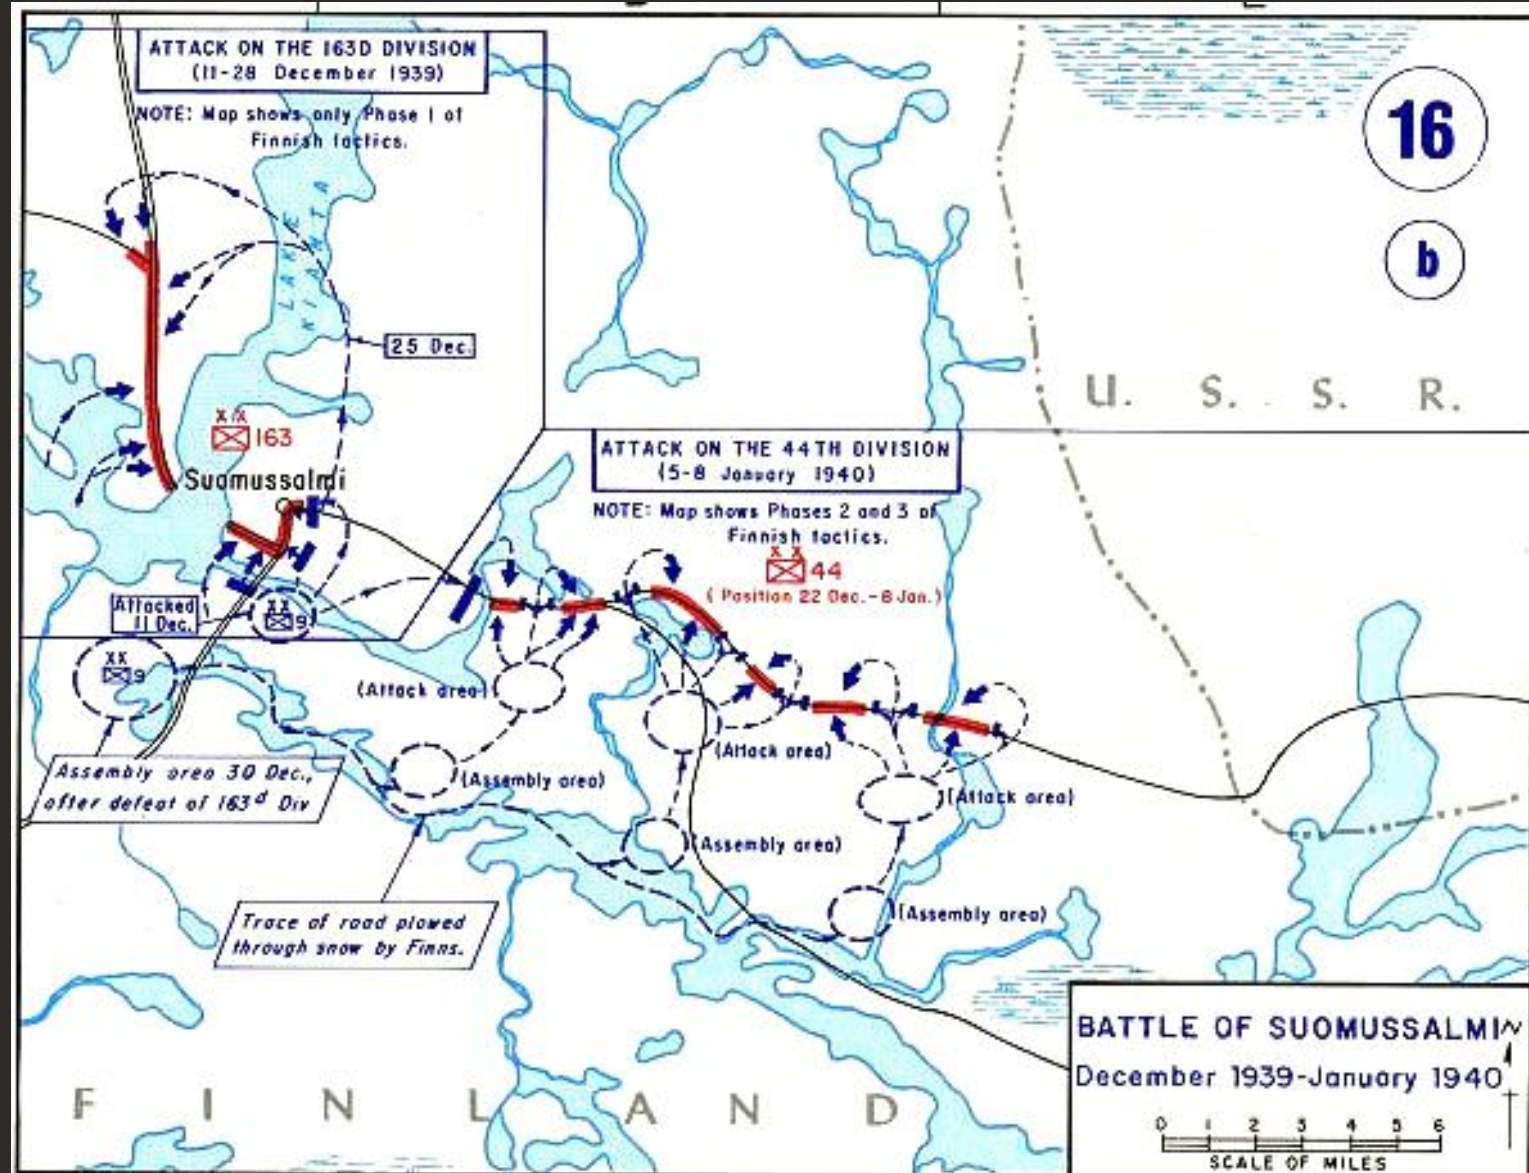 ATTACK ON THE 163D DIVISION
(11-28 December 1939)
NOTE: Map shows only Phase 1 of
Finnish tactics.
16
b
LAKE
KIANTA
25 Dec.
U. S. S. R.
XX
163
Suomussalmi
ATTACK ON THE 44TH DIVISION
(5-8 January 1940)
NOTE: Map shows Phases 2 and 3 of
Finnish tactics.
XX
44
(Position 22 Dec.-8 Jan.)
Attacked
11 Dec.
XX
9
XX
9
(Attack area)
(Attack area)
(Attack area)
Assembly area 30 Dec.,
after defeat of 163d Div
(Assembly area)
(Assembly area)
(Assembly area)
Trace of road plowed
through snow by Finns.
FINLAND
BATTLE OF SUOMUSSALMI
N
December 1939-January 1940
0 1 2 3 4 5 6
SCALE OF MILES